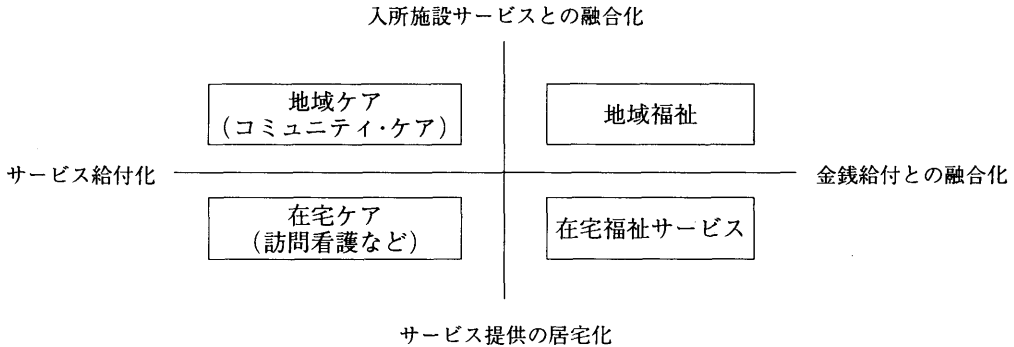 入所施設サービスとの融合化
地域ケア
（コミュニティ・ケア）
地域福祉
サービス給付化
金銭給付との融合化
在宅ケア
（訪問看護など）
在宅福祉サービス
サービス提供の居宅化